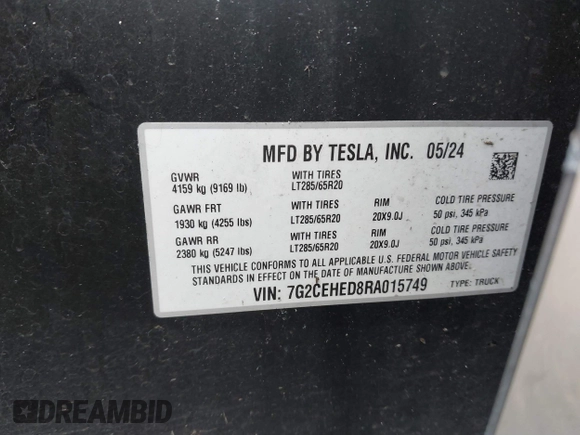 MFD BY TESLA, INC. 05/24
GVWR WITH TIRES
4159 kg (9169 lb) LT285/65R20
GAWR FRT WITH TIRES RIM COLD TIRE PRESSURE
1930 kg (4255 lbs) LT285/65R20 20X9.0J 50 psi, 345 kPa
GAWR RR WITH TIRES RIM COLD TIRE PRESSURE
2380 kg (5247 lbs) LT285/65R20 20X9.0J 50 psi, 345 kPa
THIS VEHICLE CONFORMS TO ALL APPLICABLE U.S. FEDERAL MOTOR VEHICLE SAFETY
STANDARDS IN EFFECT ON THE DATE OF MANUFACTURE SHOWN ABOVE.
VIN: 7G2CEHED8RA015749 TYPE: TRUCK
DREAMBID